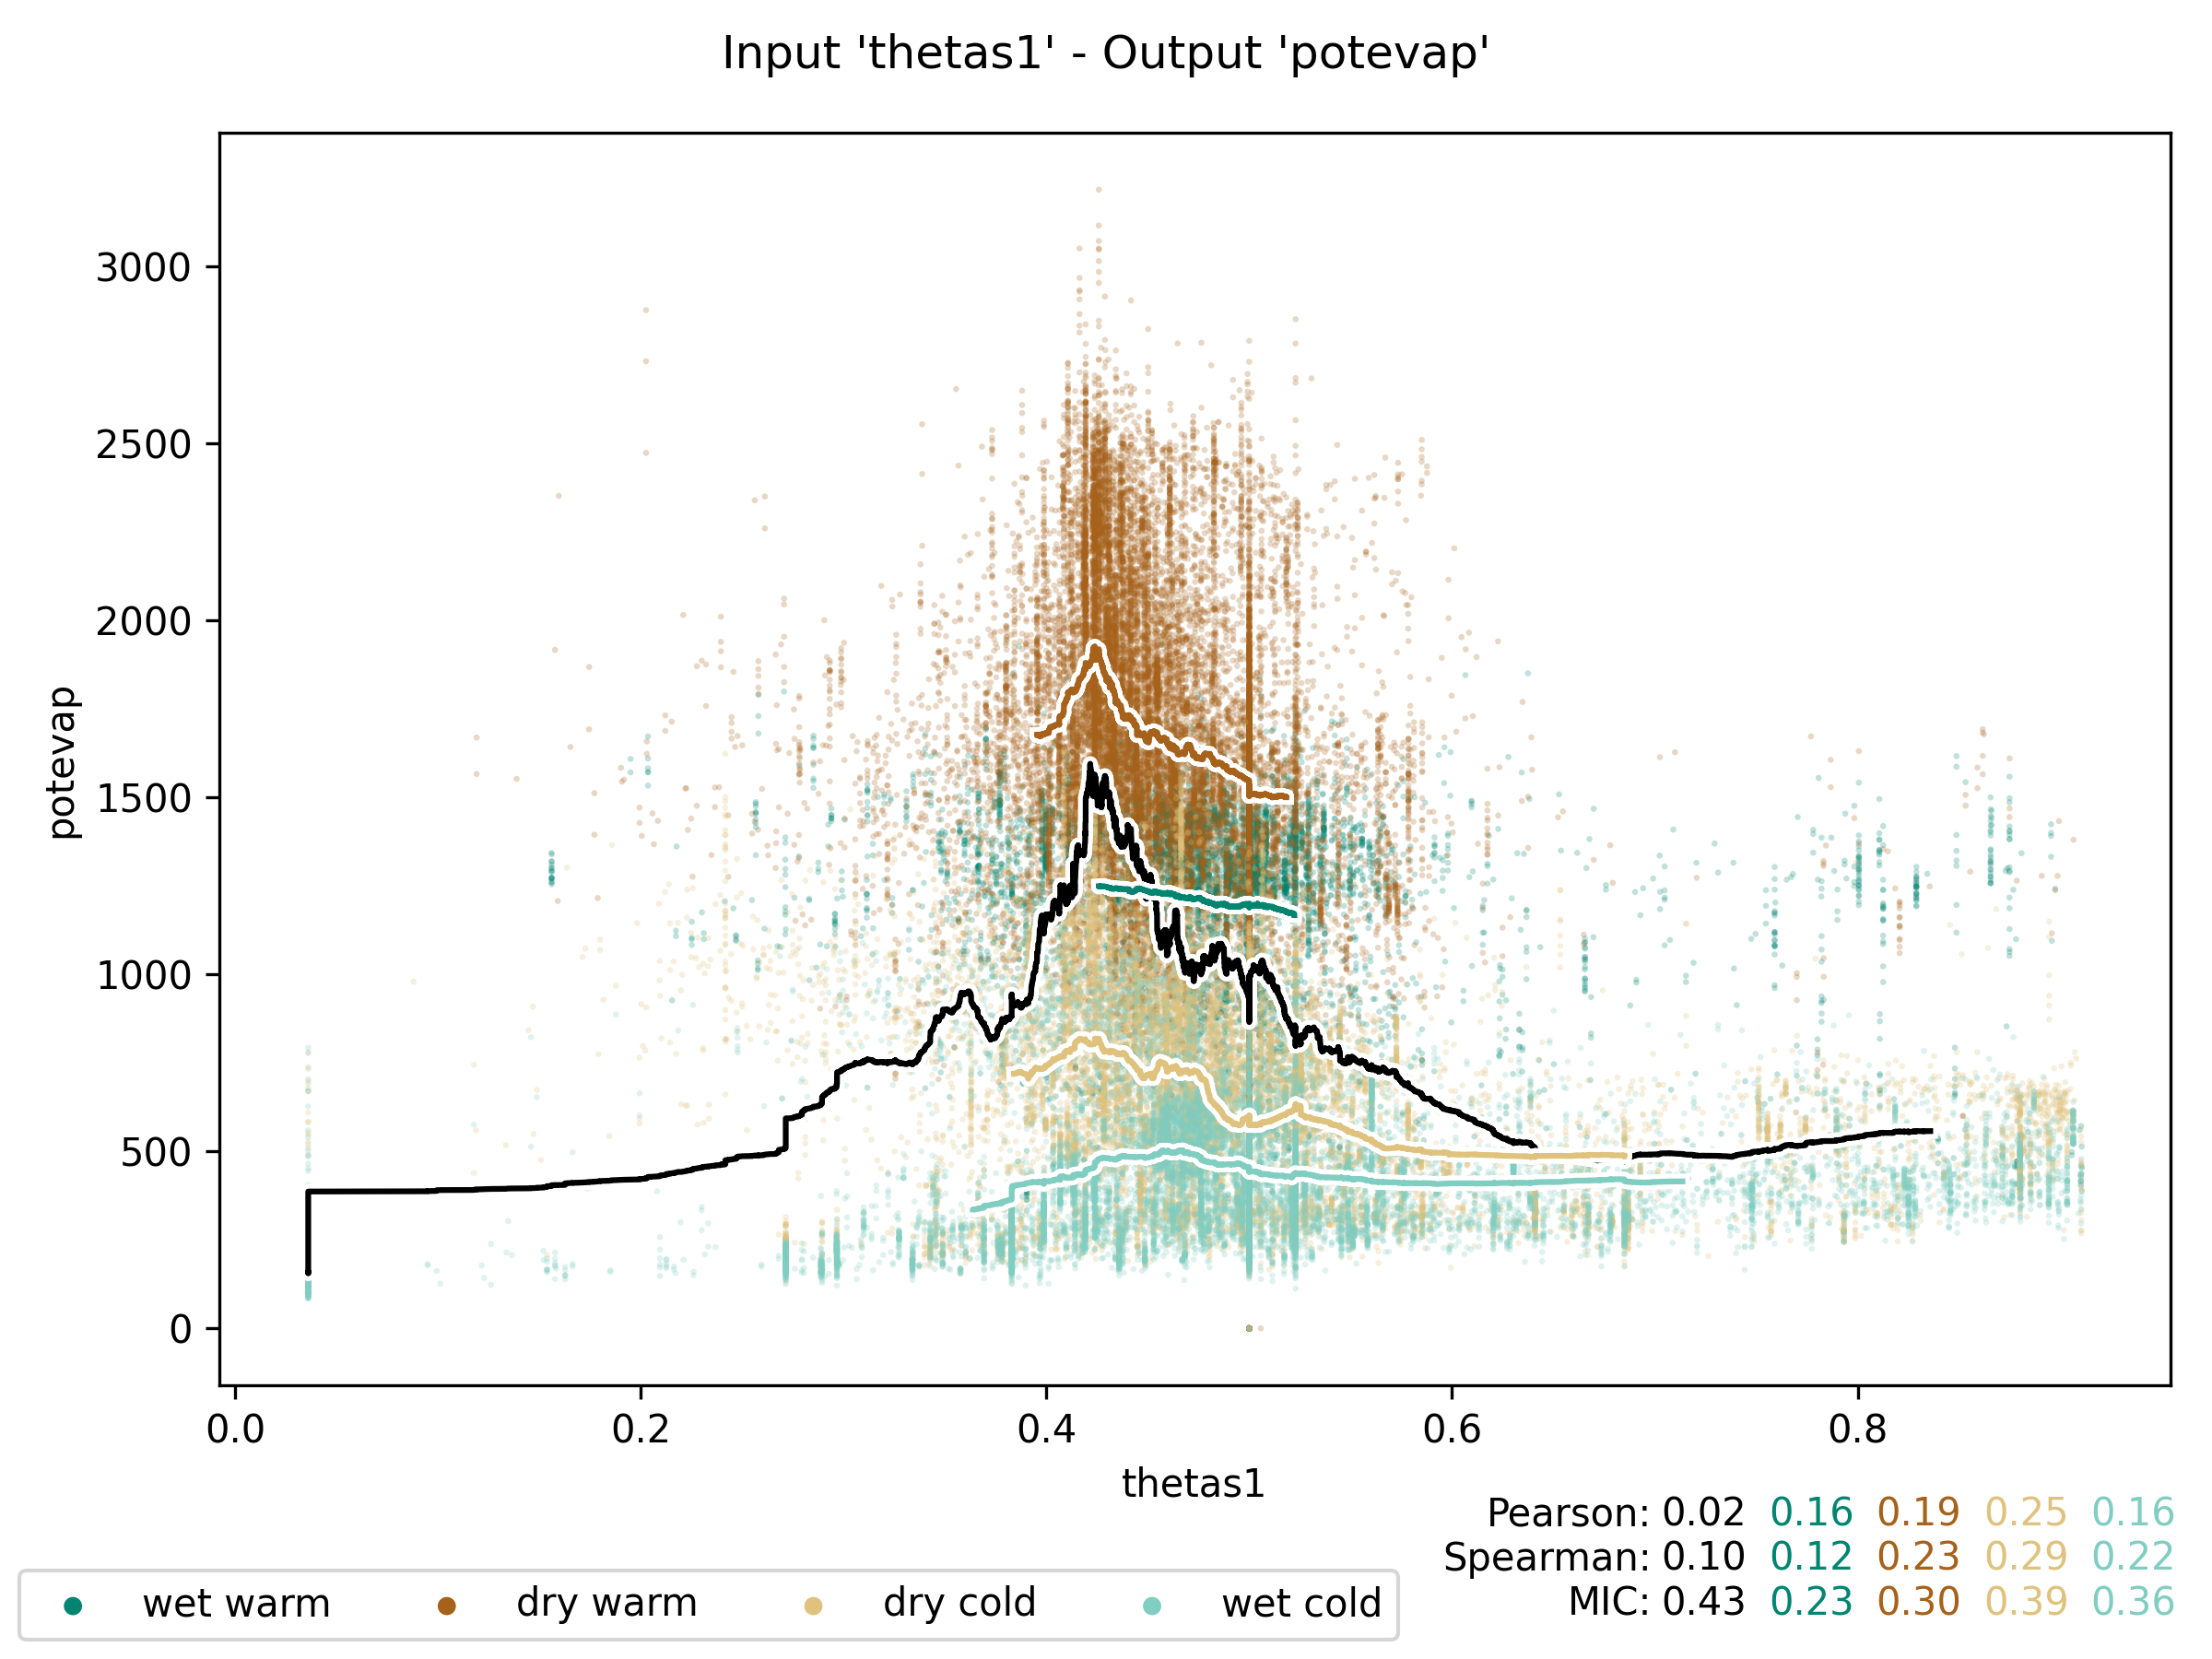 Input 'thetas1' - Output 'potevap'
potevap
3000
2500
2000
1500
1000
500
0
0.0 0.2 0.4 0.6 0.8
thetas1
Pearson: 0.02 0.16 0.19 0.25 0.16
Spearman: 0.10 0.12 0.23 0.29 0.22
MIC: 0.43 0.23 0.30 0.39 0.36
wet warm dry warm dry cold wet cold